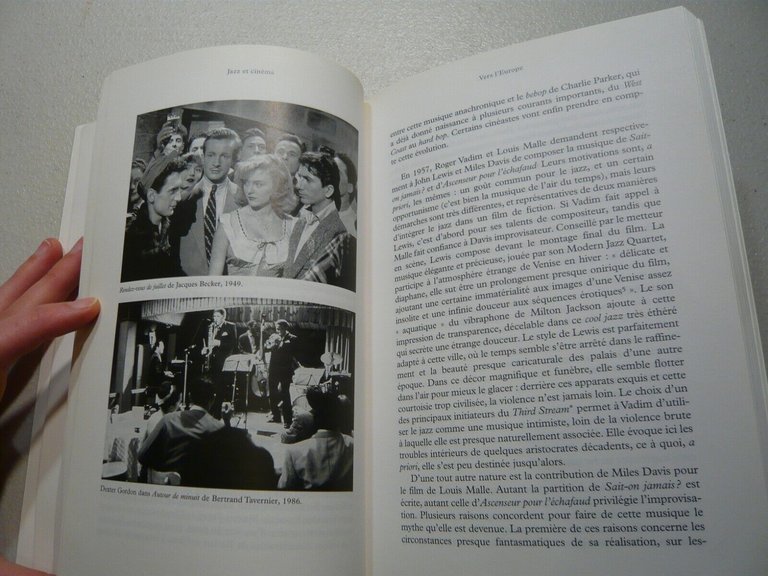 Jazz et cinéma
Rendez-vous de juillet de Jacques Becker, 1949.
Dexter Gordon dans Autour de minuit de Bertrand Tavernier, 1986.
Vers l'Europe
entre cette musique anachronique et le bebop de Charlie Parker, qui
a déjà donné naissance à plusieurs courants importants, du West
Coast au hard bop. Certains cinéastes vont enfin prendre en comp-
te cette évolution.
En 1957, Roger Vadim et Louis Malle demandent respective-
ment à John Lewis et Miles Davis de composer la musique de Sait-
on jamais ? et d'Ascenseur pour l'échafaud. Leurs motivations sont, a
priori, les mêmes : un goût commun pour le jazz, et un certain
opportunisme (c'est bien la musique de l'air du temps), mais leurs
démarches sont très différentes, et représentatives de deux manières
d'intégrer le jazz dans un film de fiction. Si Vadim fait appel à
Lewis, c'est d'abord pour ses talents de compositeur, tandis que
Malle fait confiance à Davis improvisateur. Conseillé par le metteur
en scène, Lewis compose devant le montage final du film. La
musique élégante et précieuse, jouée par son Modern Jazz Quartet,
participe à l'atmosphère étrange de Venise en hiver : « délicate et
diaphane, elle se fait un prolongement presque onirique du film,
ajoutant une certaine immatérialité aux images d'une Venise assez
insolite et une infinie douceur aux séquences érotiques⁵ ». Le son
« aquatique » du vibraphone de Milton Jackson ajoute à cette
impression de transparence, décelable dans ce cool jazz très éthéré
qui secrète une étrange douceur. Le style de Lewis est parfaitement
adapté à cette ville, où le temps semble s'être arrêté dans le raffine-
ment et la beauté presque caricaturale des palais d'une autre
époque. Dans ce décor magnifique et funèbre, elle semble flotter
dans l'air pour mieux le glacer : derrière ces apparats exquis et cette
courtoisie trop civilisée, la violence n'est jamais loin. Le choix d'un
des principaux initiateurs du Third Stream* permet à Vadim d'utili-
ser le jazz comme une musique intimiste, loin de la violence brute
à laquelle elle est presque naturellement associée. Elle évoque ici les
troubles intérieurs de quelques aristocrates décadents, ce à quoi, a
priori, elle s'est peu destinée jusqu'alors.
D'une tout autre nature est la contribution de Miles Davis pour
le film de Louis Malle. Autant la partition de Sait-on jamais ? est
écrite, autant celle d'Ascenseur pour l'échafaud privilégie l'improvisa-
tion. Plusieurs raisons concordent pour faire de cette musique le
mythe qu'elle est devenue. La première de ces raisons concerne les
circonstances presque fantasmatiques de sa réalisation, sur les-